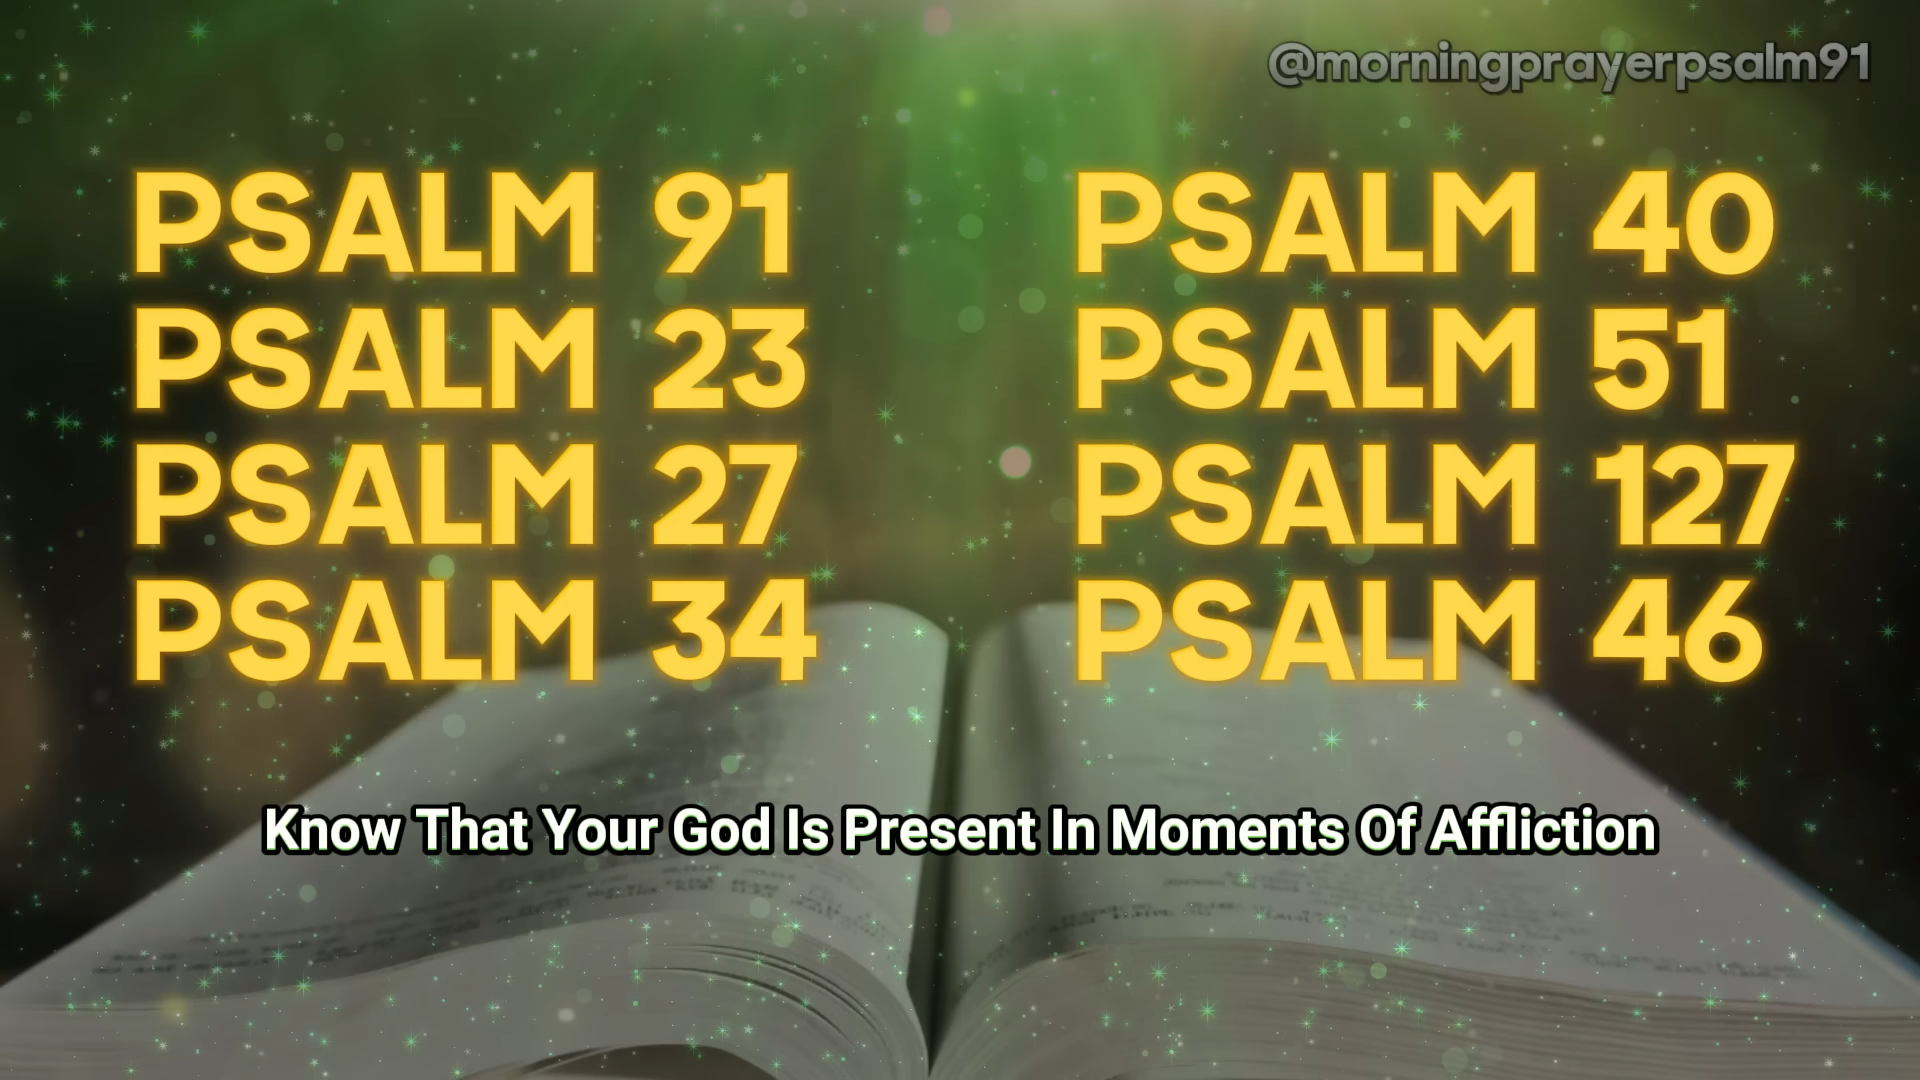 @morningprayerpsalm91
PSALM 91
PSALM 23
PSALM 27
PSALM 34
PSALM 40
PSALM 51
PSALM 127
PSALM 46
Know That Your God Is Present In Moments Of Affliction